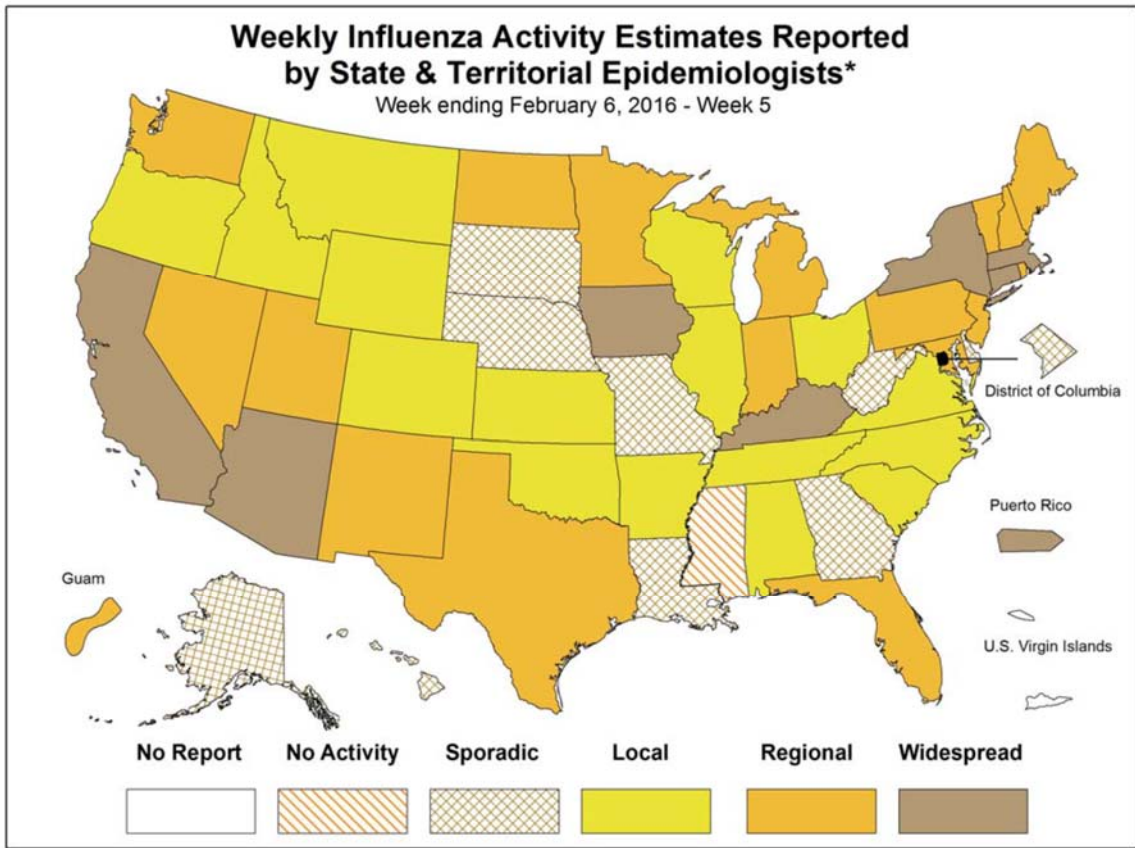 Weekly Influenza Activity Estimates Reported
by State & Territorial Epidemiologists*
Week ending February 6, 2016 - Week 5
District of Columbia
Puerto Rico
Guam
U.S. Virgin Islands
No Report No Activity Sporadic Local Regional Widespread